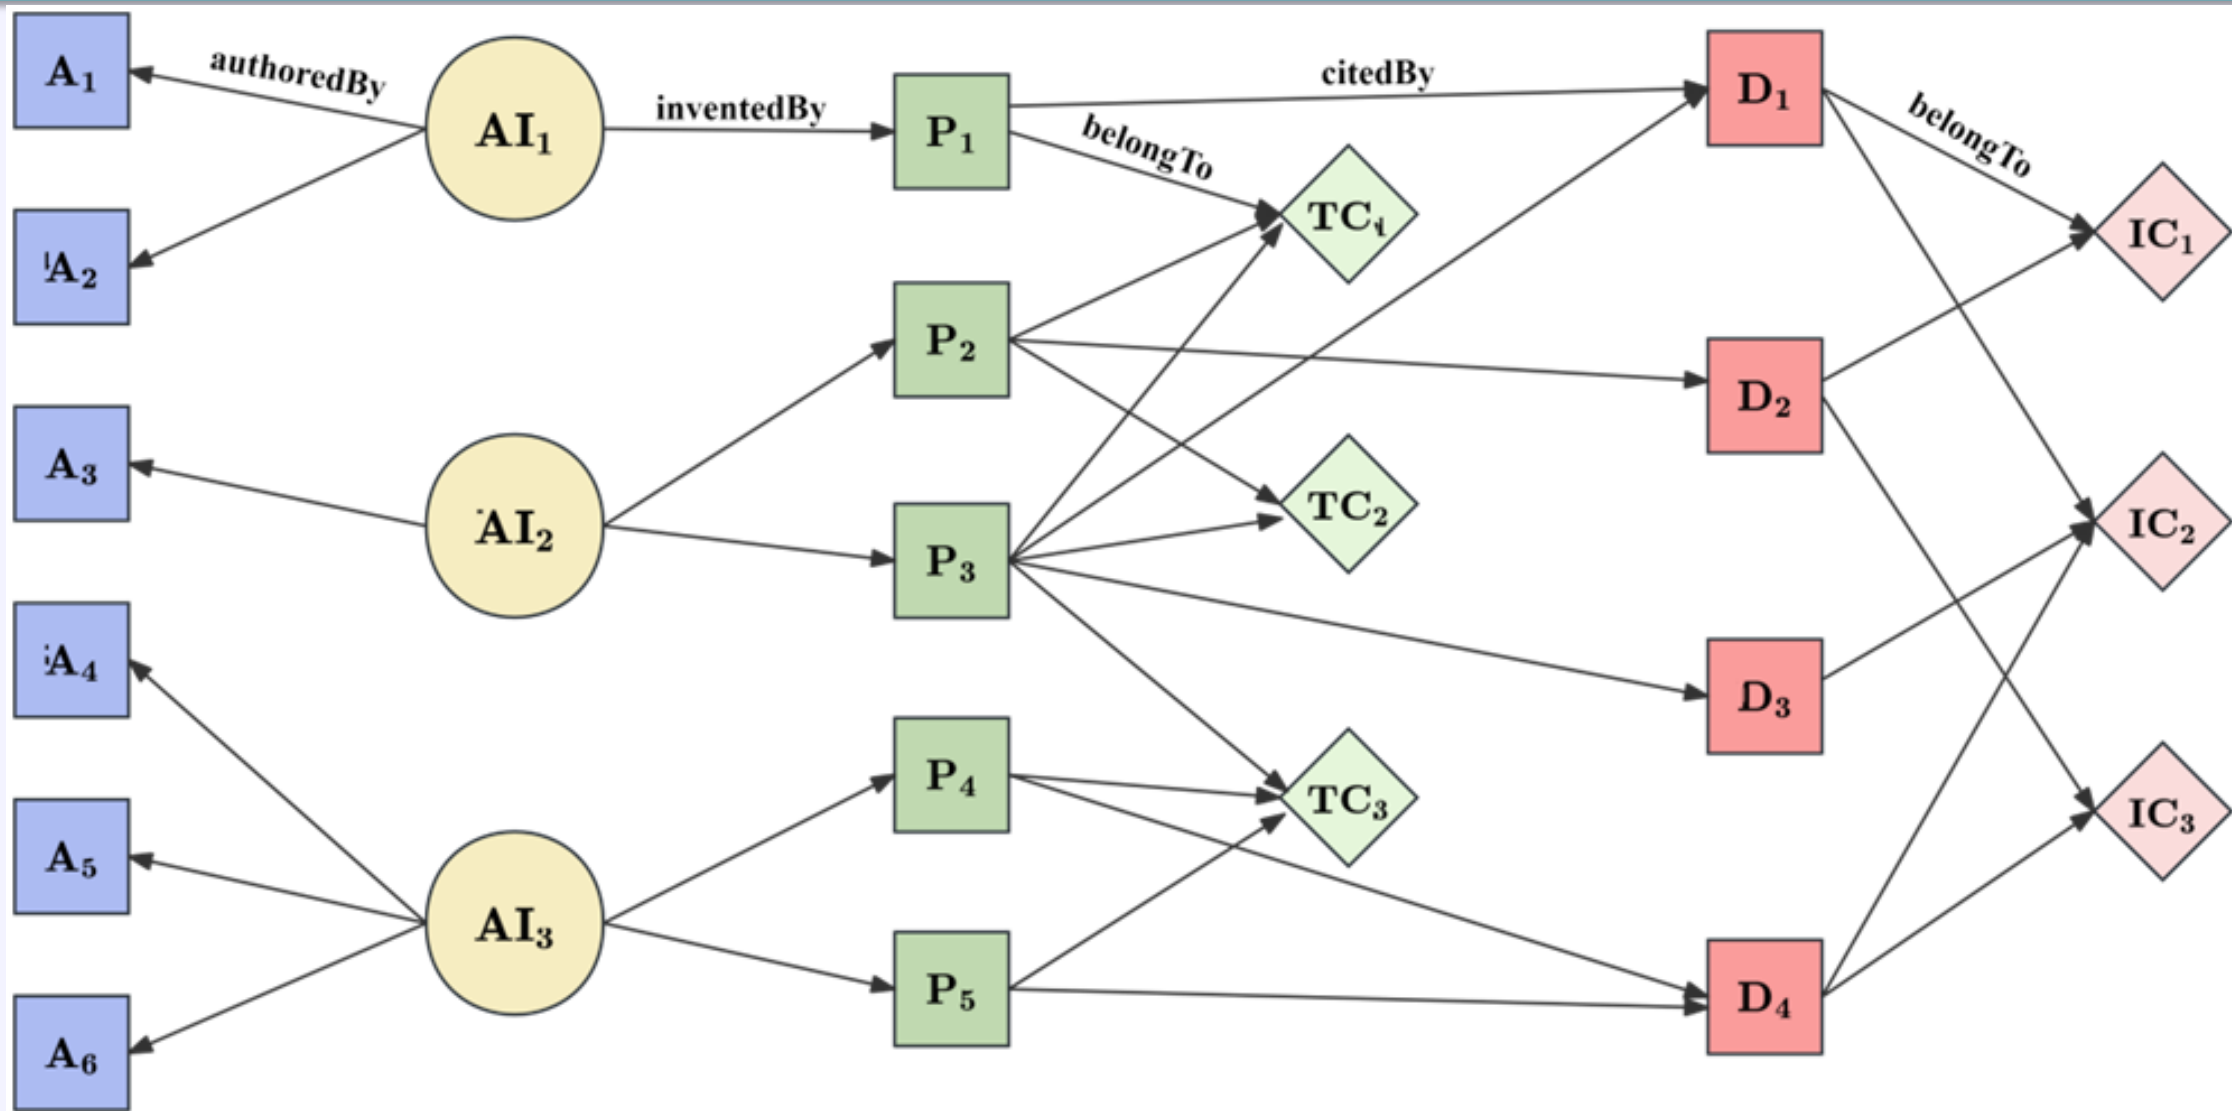 A₁
authoredBy
AI₁
inventedBy
P₁
citedBy
belongTo
D₁
belongTo
TC₁
IC₁
A₂
P₂
D₂
A₃
AI₂
P₃
TC₂
IC₂
A₄
D₃
P₄
TC₃
IC₃
A₅
AI₃
P₅
D₄
A₆